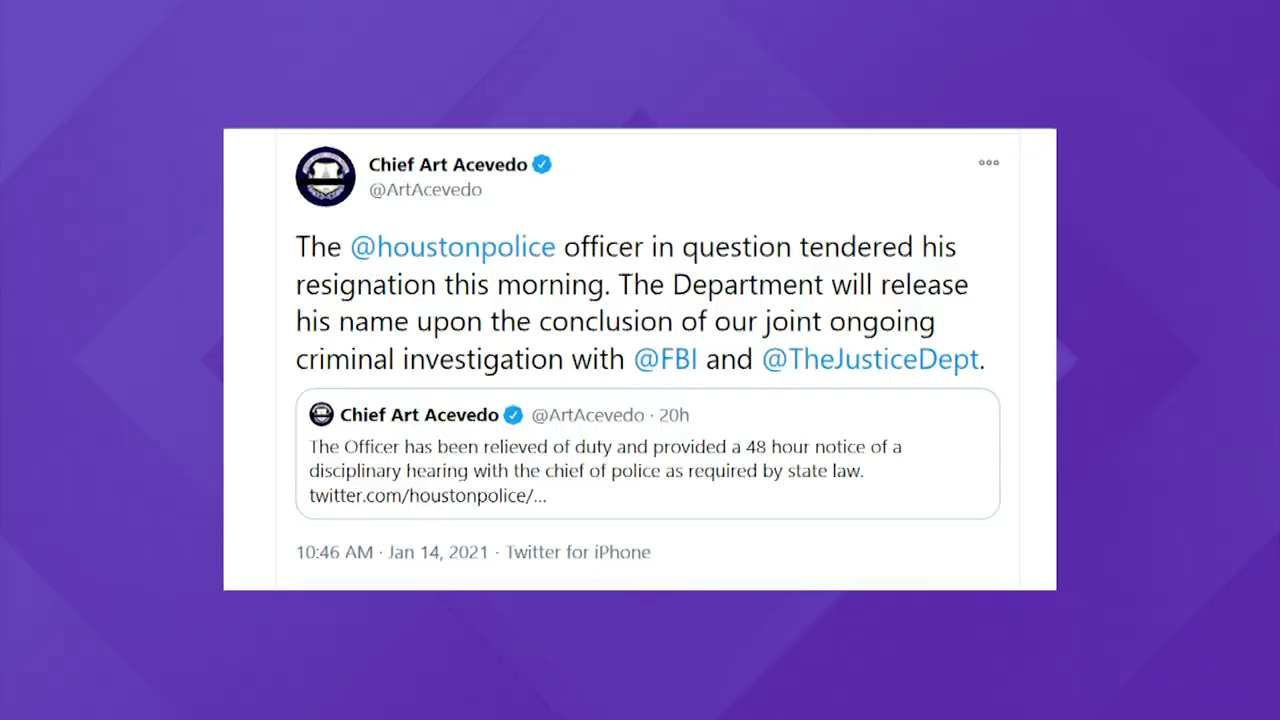 Chief Art Acevedo
@ArtAcevedo
The @houstonpolice officer in question tendered his
resignation this morning. The Department will release
his name upon the conclusion of our joint ongoing
criminal investigation with @FBI and @TheJusticeDept.
Chief Art Acevedo @ArtAcevedo · 20h
The Officer has been relieved of duty and provided a 48 hour notice of a
disciplinary hearing with the chief of police as required by state law.
twitter.com/houstonpolice/...
10:46 AM · Jan 14, 2021 · Twitter for iPhone